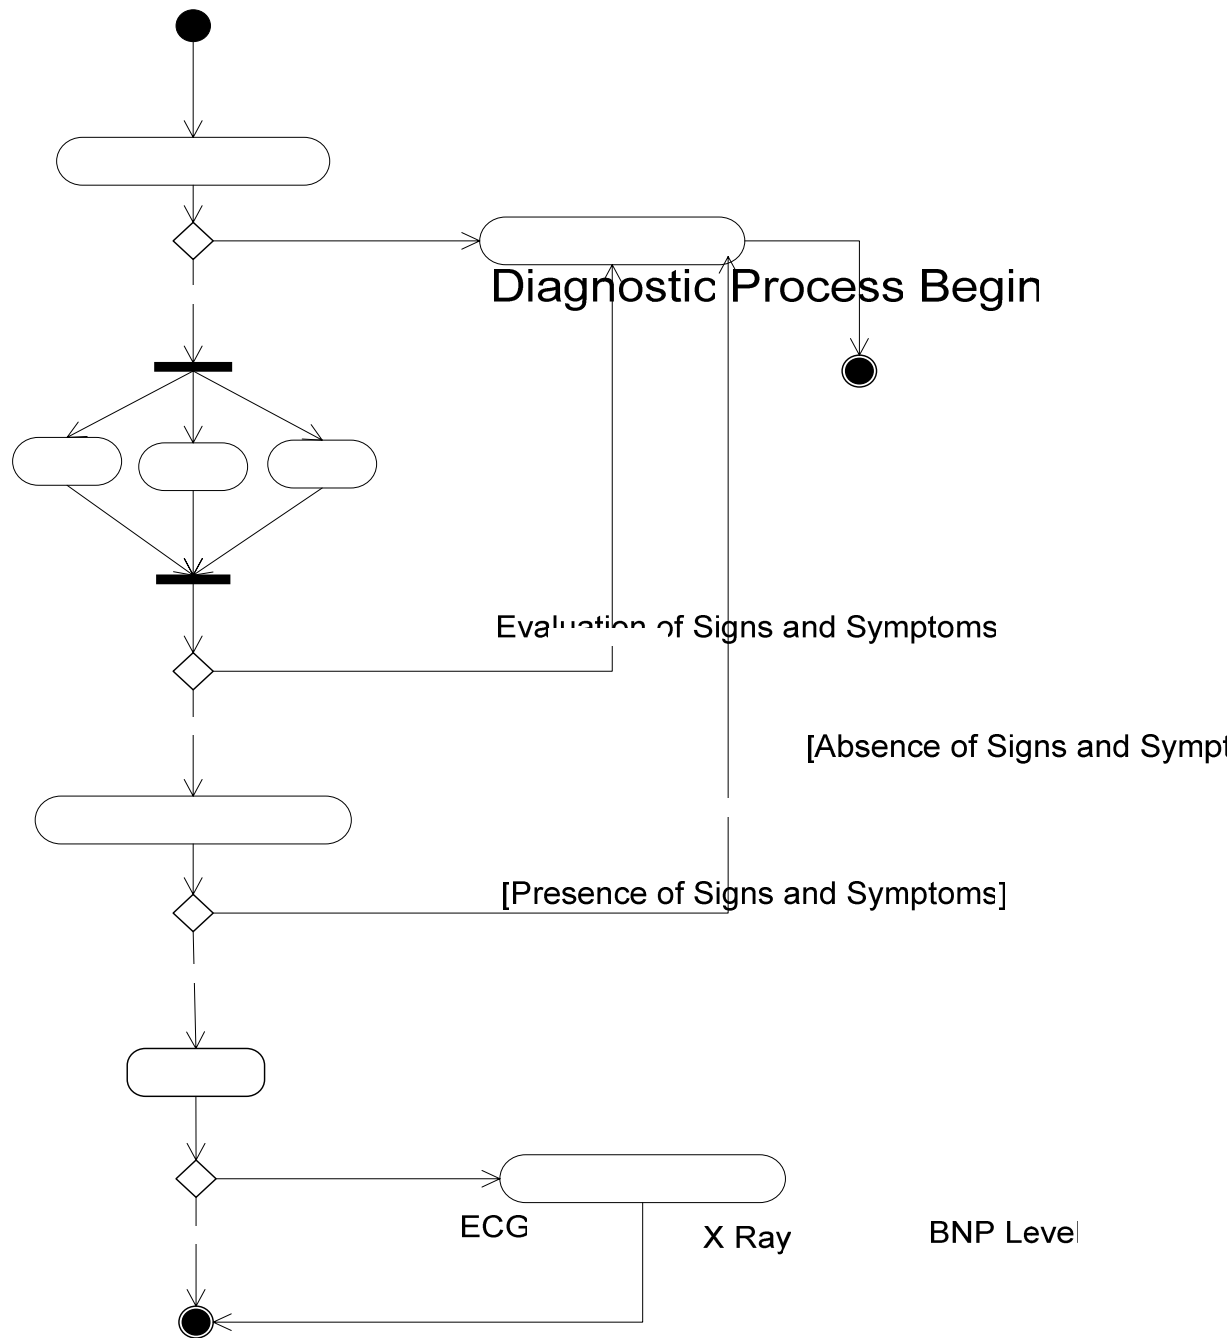 Diagnostic Process Begin
Evaluation of Signs and Symptoms
[Absence of Signs and Sympt
[Presence of Signs and Symptoms]
ECG
X Ray
BNP Level